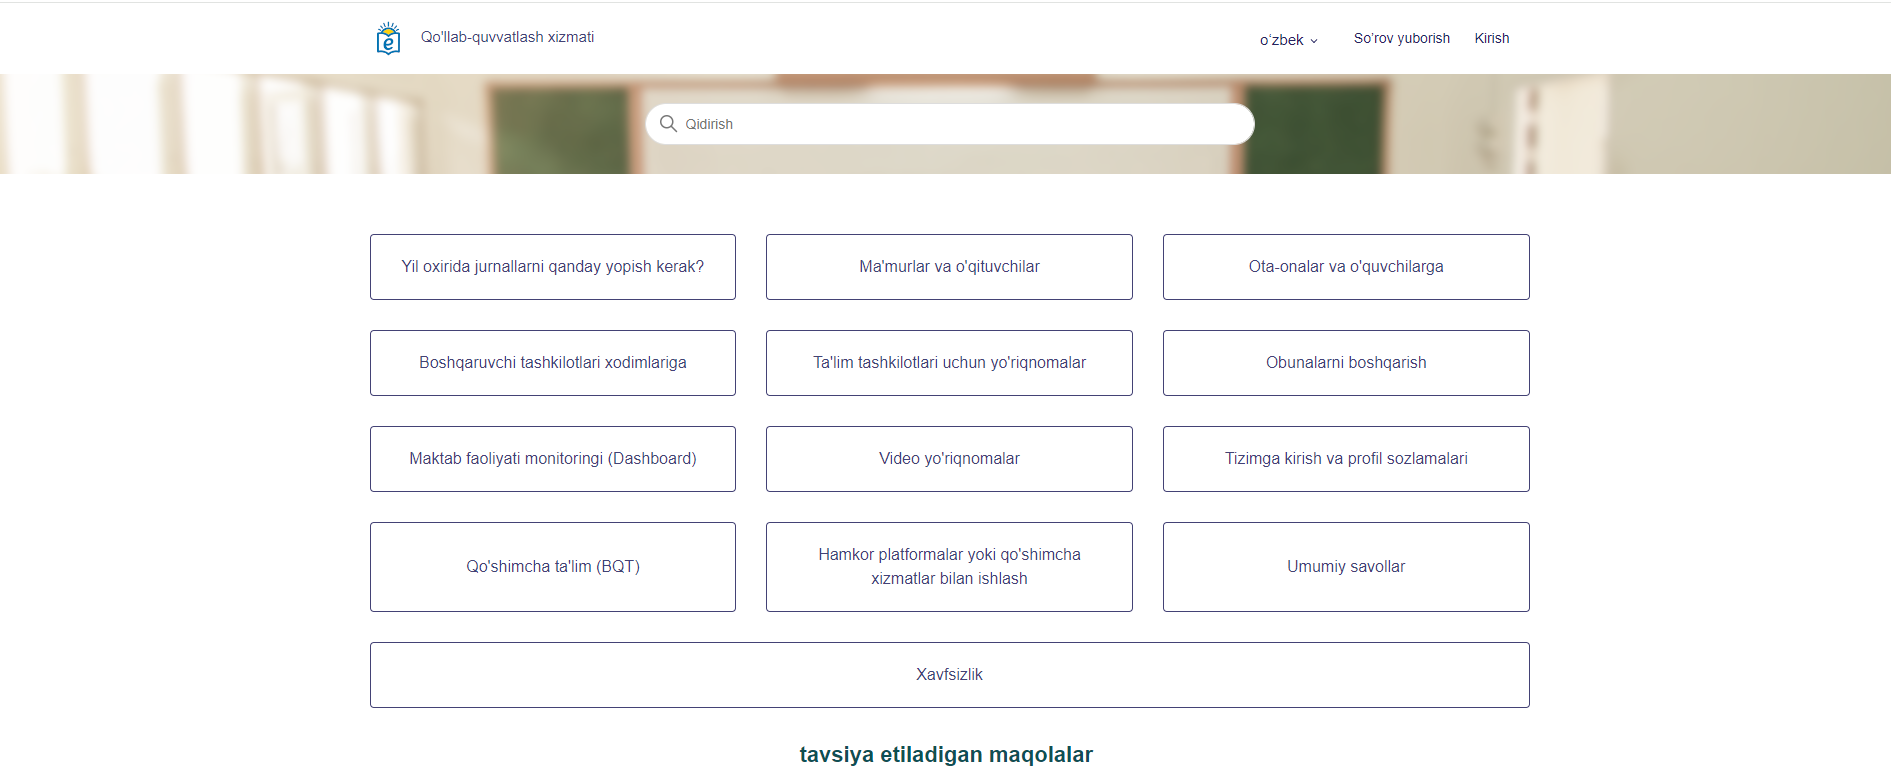 e
Qo'llab-quvvatlash xizmati
o‘zbek
So‘rov yuborish
Kirish
Qidirish
Yil oxirida jurnallarni qanday yopish kerak?
Ma'murlar va o'qituvchilar
Ota-onalar va o'quvchilarga
Boshqaruvchi tashkilotlari xodimlariga
Ta'lim tashkilotlari uchun yo'riqnomalar
Obunalarni boshqarish
Maktab faoliyati monitoringi (Dashboard)
Video yo'riqnomalar
Tizimga kirish va profil sozlamalari
Qo'shimcha ta'lim (BQT)
Hamkor platformalar yoki qo'shimcha
xizmatlar bilan ishlash
Umumiy savollar
Xavfsizlik
tavsiya etiladigan maqolalar